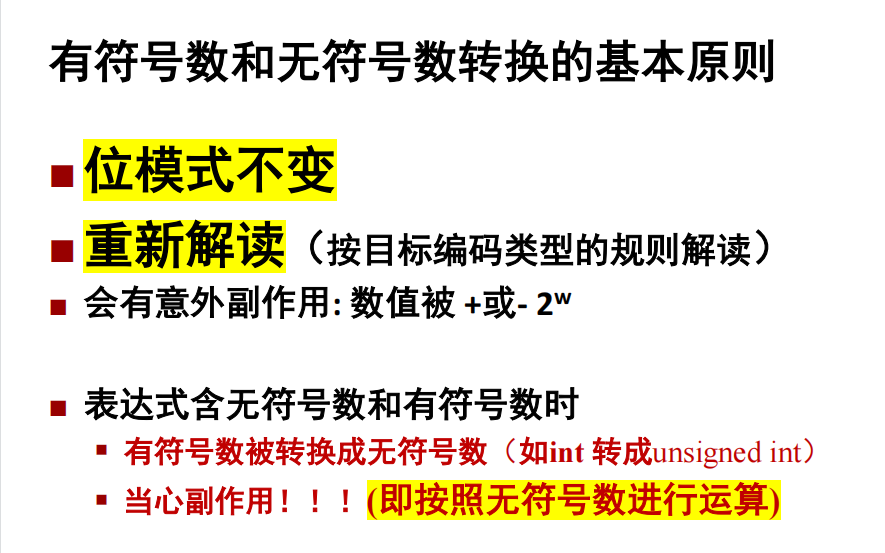 有符号数和无符号数转换的基本原则
■ 位模式不变
■ 重新解读（按目标编码类型的规则解读）
■ 会有意外副作用: 数值被 +或- 2ʷ
■ 表达式含无符号数和有符号数时
▪ 有符号数被转换成无符号数（如int 转成unsigned int）
▪ 当心副作用！！！(即按照无符号数进行运算)